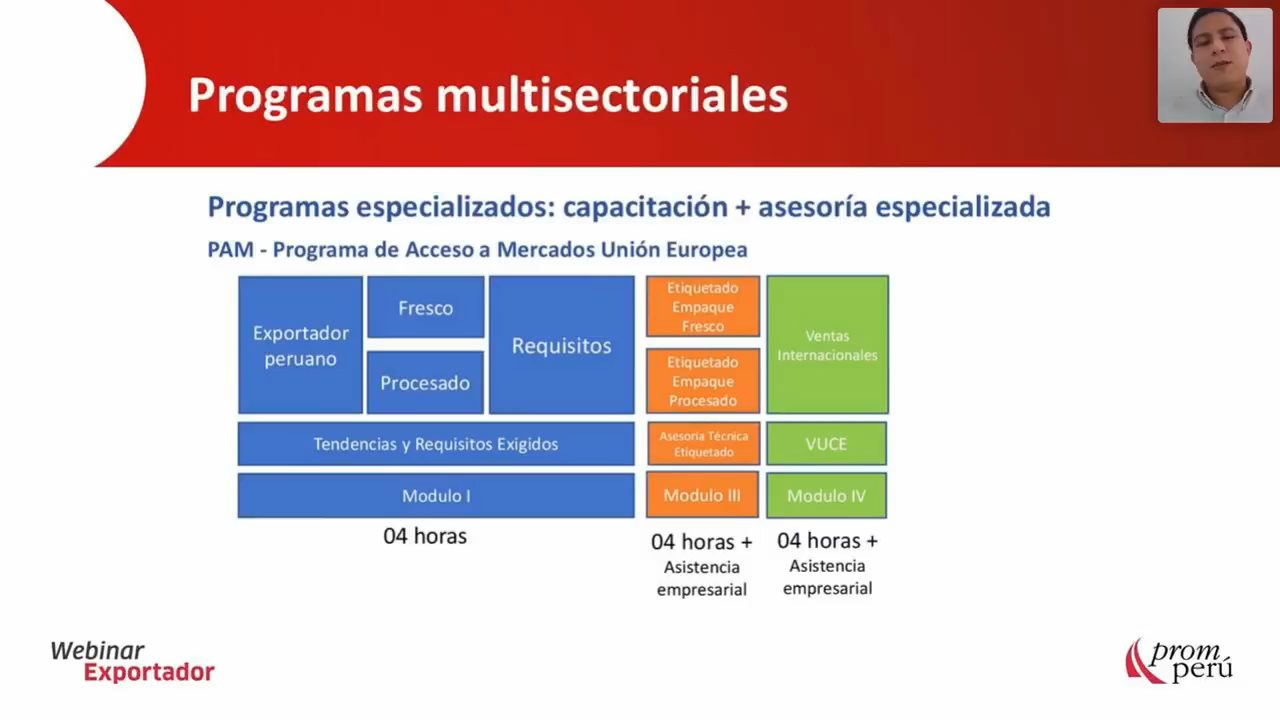 Programas multisectoriales
Programas especializados: capacitación + asesoría especializada
PAM - Programa de Acceso a Mercados Unión Europea
Exportador
peruano
Fresco
Procesado
Requisitos
Etiquetado
Empaque
Fresco
Etiquetado
Empaque
Procesado
Ventas
Internacionales
Tendencias y Requisitos Exigidos
Asesoría Técnica
Etiquetado
VUCE
Modulo I
Modulo III
Modulo IV
04 horas
04 horas +
Asistencia
empresarial
04 horas +
Asistencia
empresarial
Webinar
Exportador
prom
perú